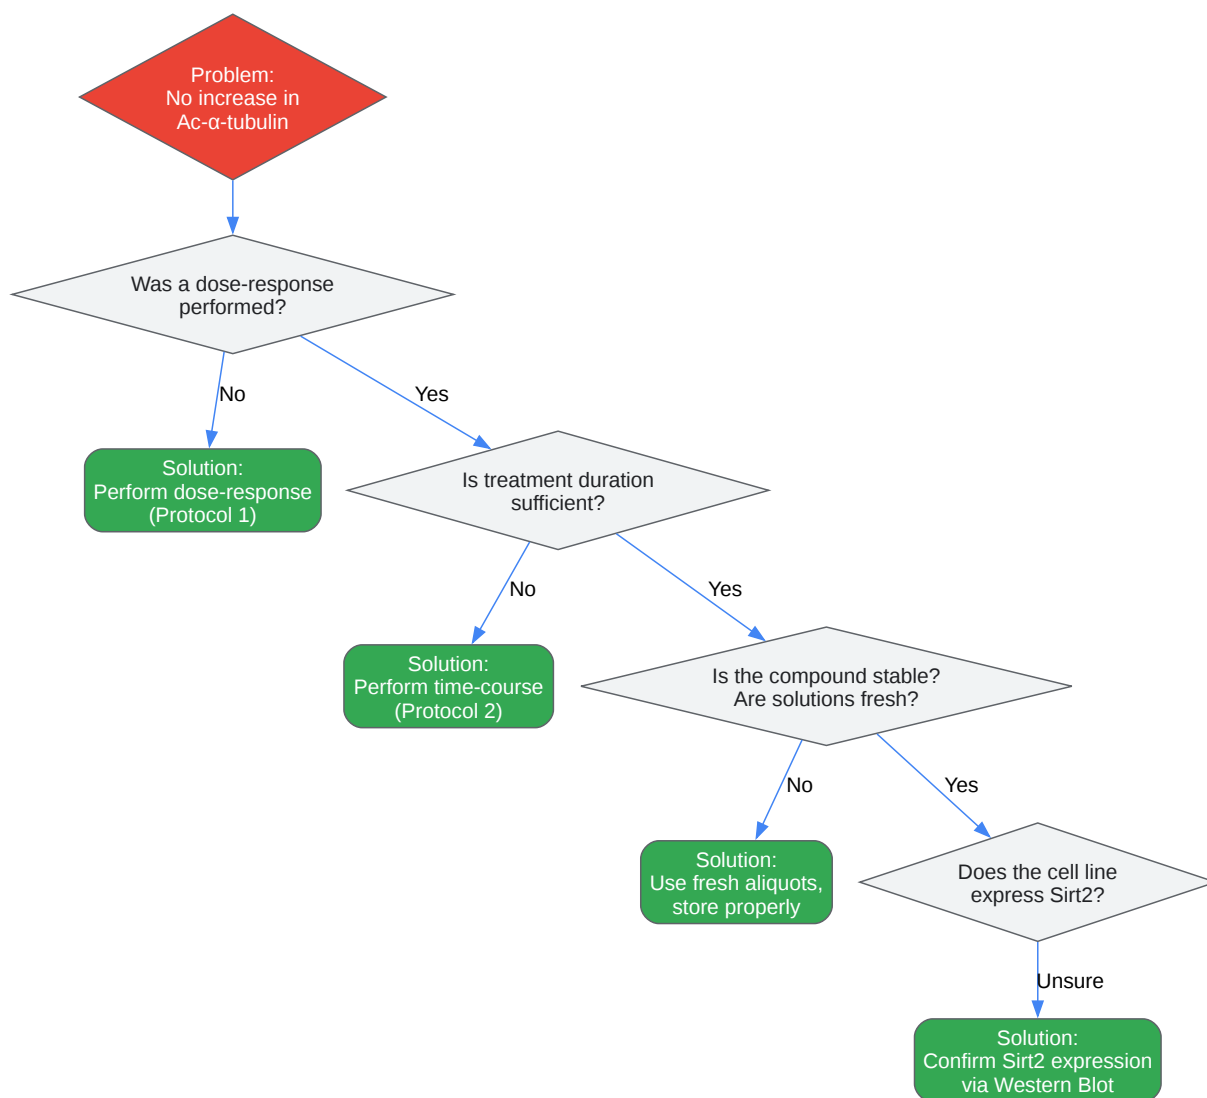 Problem:
No increase in
Ac-α-tubulin
Was a dose-response
performed?
No
Yes
Solution:
Perform dose-response
(Protocol 1)
Is treatment duration
sufficient?
No
Yes
Solution:
Perform time-course
(Protocol 2)
Is the compound stable?
Are solutions fresh?
No
Yes
Solution:
Use fresh aliquots,
store properly
Does the cell line
express Sirt2?
Unsure
Solution:
Confirm Sirt2 expression
via Western Blot